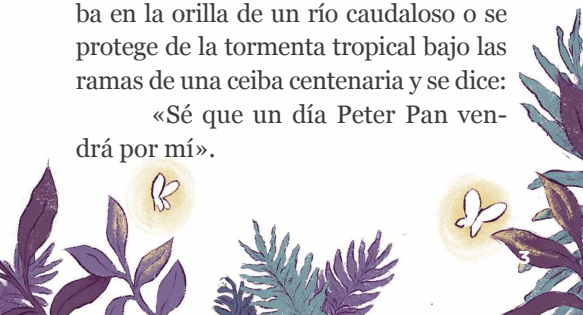 ba en la orilla de un río caudaloso o se
protege de la tormenta tropical bajo las
ramas de una ceiba centenaria y se dice:
«Sé que un día Peter Pan ven-
drá por mí».
3